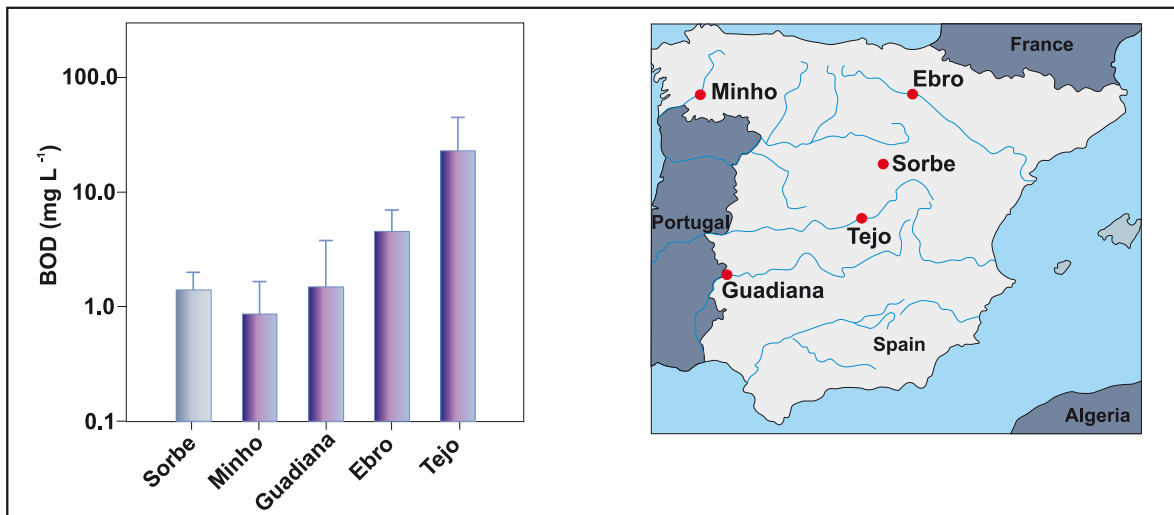 BOD (mg L -1)
100.0
10.0
1.0
0.1
Sorbe
Minho
Guadiana
Ebro
Tejo
France
Ebro
Minho
Sorbe
Portugal
Tejo
Guadiana
Spain
Algeria